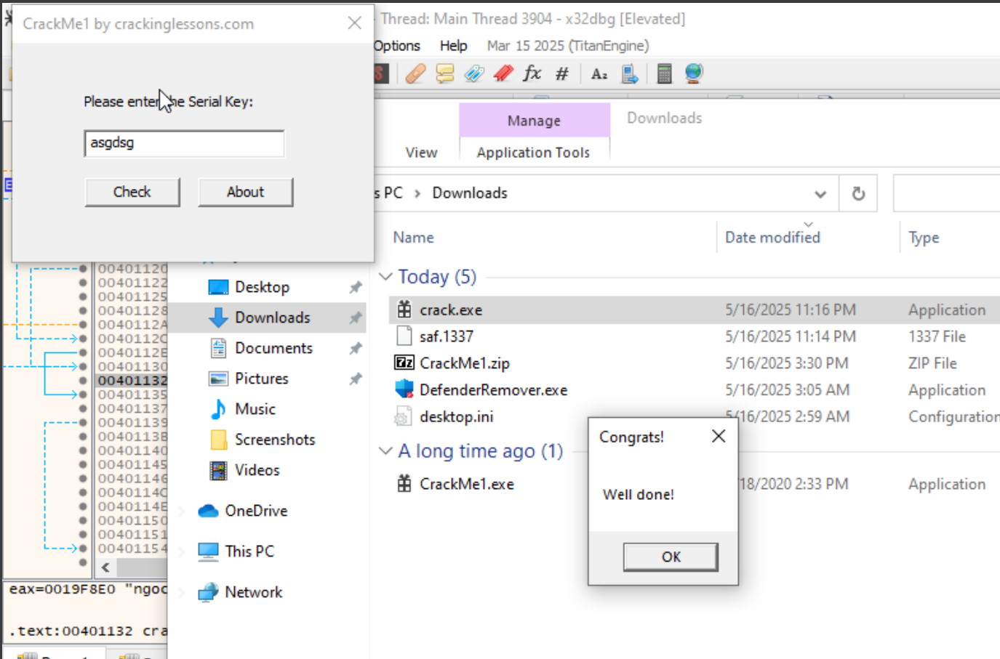 CrackMe1 by crackinglessons.com
- Thread: Main Thread 3904 - x32dbg [Elevated]
Options Help Mar 15 2025 (TitanEngine)
S fx # A₂
Please enter the Serial Key:
asgdsg
Check About
Manage Downloads
View Application Tools
s PC > Downloads
Name Date modified Type
00401120
00401122
00401125
00401128
0040112A
0040112C
0040112E
00401130
00401132
00401135
00401137
00401139
0040113B
00401140
00401145
00401146
0040114C
0040114E
00401150
00401151
00401154
eax=0019F8E0 "ngoc
.text:00401132 cra
Desktop
Downloads
Documents
Pictures
Music
Screenshots
Videos
OneDrive
This PC
Network
Today (5)
crack.exe 5/16/2025 11:16 PM Application
saf.1337 5/16/2025 11:14 PM 1337 File
CrackMe1.zip 5/16/2025 3:30 PM ZIP File
DefenderRemover.exe 5/16/2025 3:05 AM Application
desktop.ini 5/16/2025 2:59 AM Configuration
A long time ago (1)
CrackMe1.exe 18/2020 2:33 PM Application
Congrats!
Well done!
OK